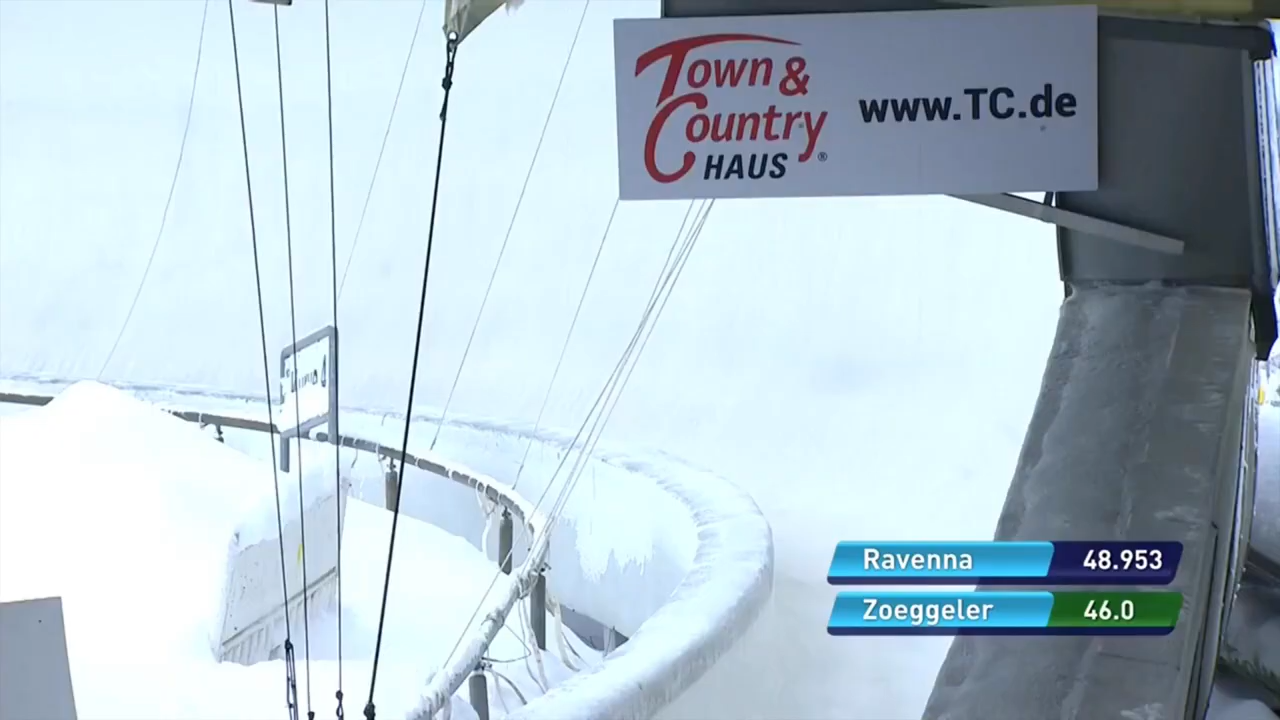 Town &
Country
HAUS®
www.TC.de
Ravenna 48.953
Zoeggeler 46.0